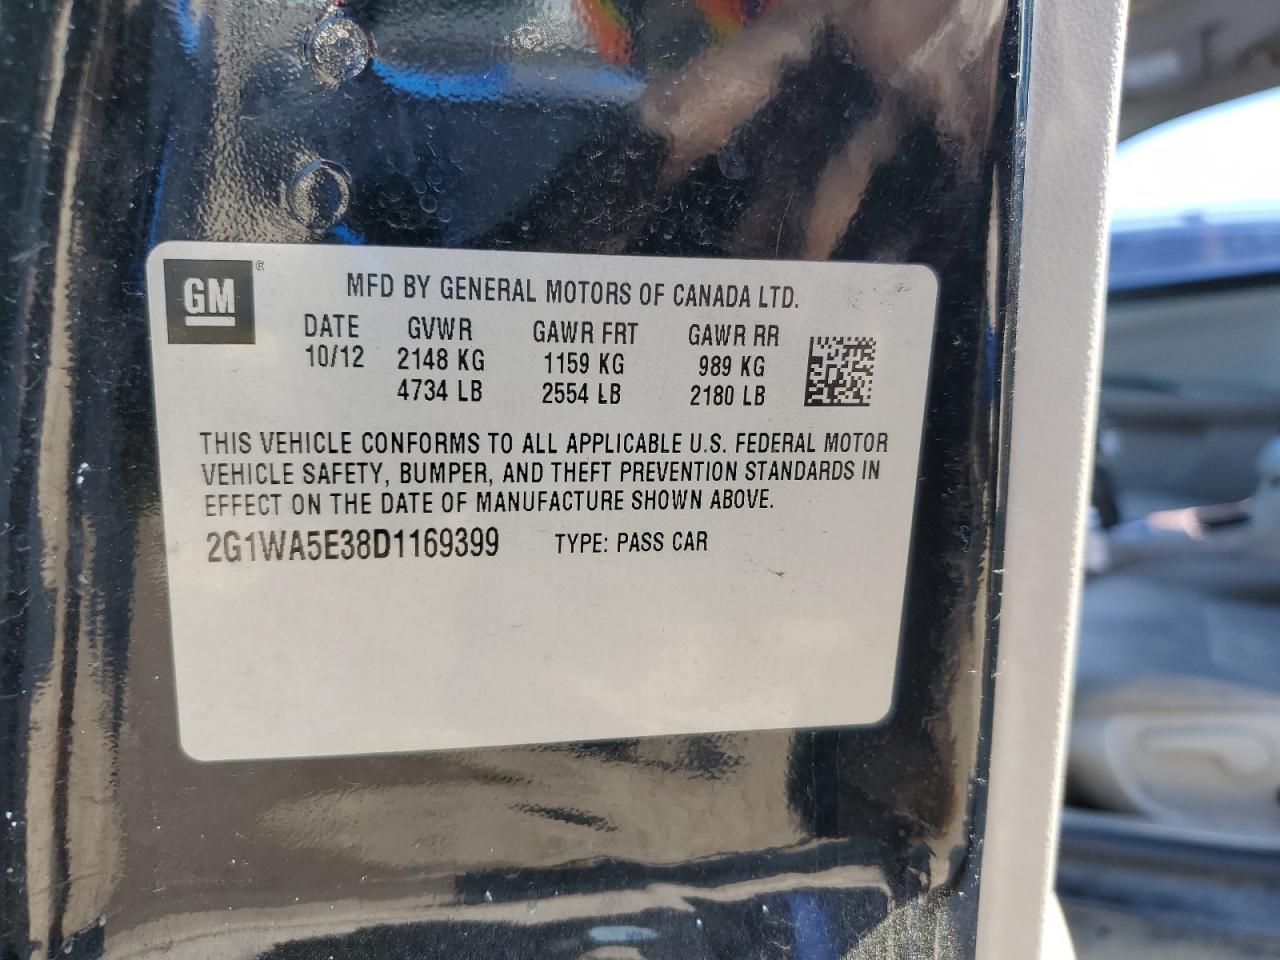 GM
MFD BY GENERAL MOTORS OF CANADA LTD.
DATE GVWR GAWR FRT GAWR RR
10/12 2148 KG 1159 KG 989 KG
4734 LB 2554 LB 2180 LB
THIS VEHICLE CONFORMS TO ALL APPLICABLE U.S. FEDERAL MOTOR
VEHICLE SAFETY, BUMPER, AND THEFT PREVENTION STANDARDS IN
EFFECT ON THE DATE OF MANUFACTURE SHOWN ABOVE.
2G1WA5E38D1169399 TYPE: PASS CAR